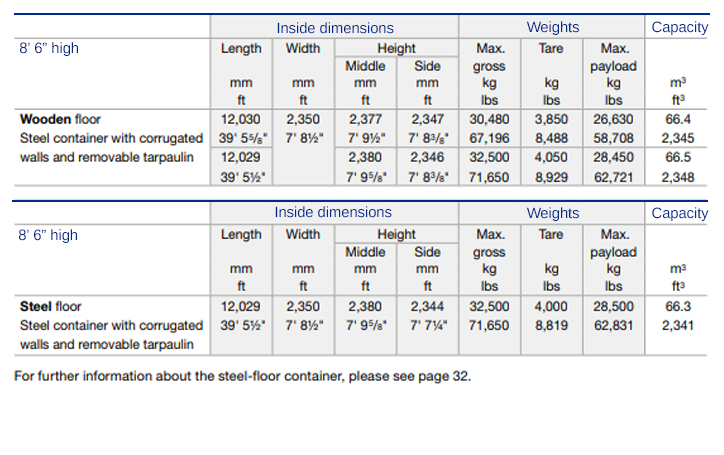 Inside dimensions Weights Capacity
8' 6" high Length Width Height Max. Tare Max.
Middle Side gross payload
mm mm mm mm kg kg kg m³
ft ft ft ft lbs lbs lbs ft³
Wooden floor 12,030 2,350 2,377 2,347 30,480 3,850 26,630 66.4
Steel container with corrugated 39' 5⅝" 7' 8½" 7' 9½" 7' 8⅜" 67,196 8,488 58,708 2,345
walls and removable tarpaulin 12,029 2,380 2,346 32,500 4,050 28,450 66.5
39' 5½" 7' 9⅝" 7' 8⅜" 71,650 8,929 62,721 2,348
Inside dimensions Weights Capacity
8' 6" high Length Width Height Max. Tare Max.
Middle Side gross payload
mm mm mm mm kg kg kg m³
ft ft ft ft lbs lbs lbs ft³
Steel floor 12,029 2,350 2,380 2,344 32,500 4,000 28,500 66.3
Steel container with corrugated 39' 5½" 7' 8½" 7' 9⅝" 7' 7¼" 71,650 8,819 62,831 2,341
walls and removable tarpaulin
For further information about the steel-floor container, please see page 32.